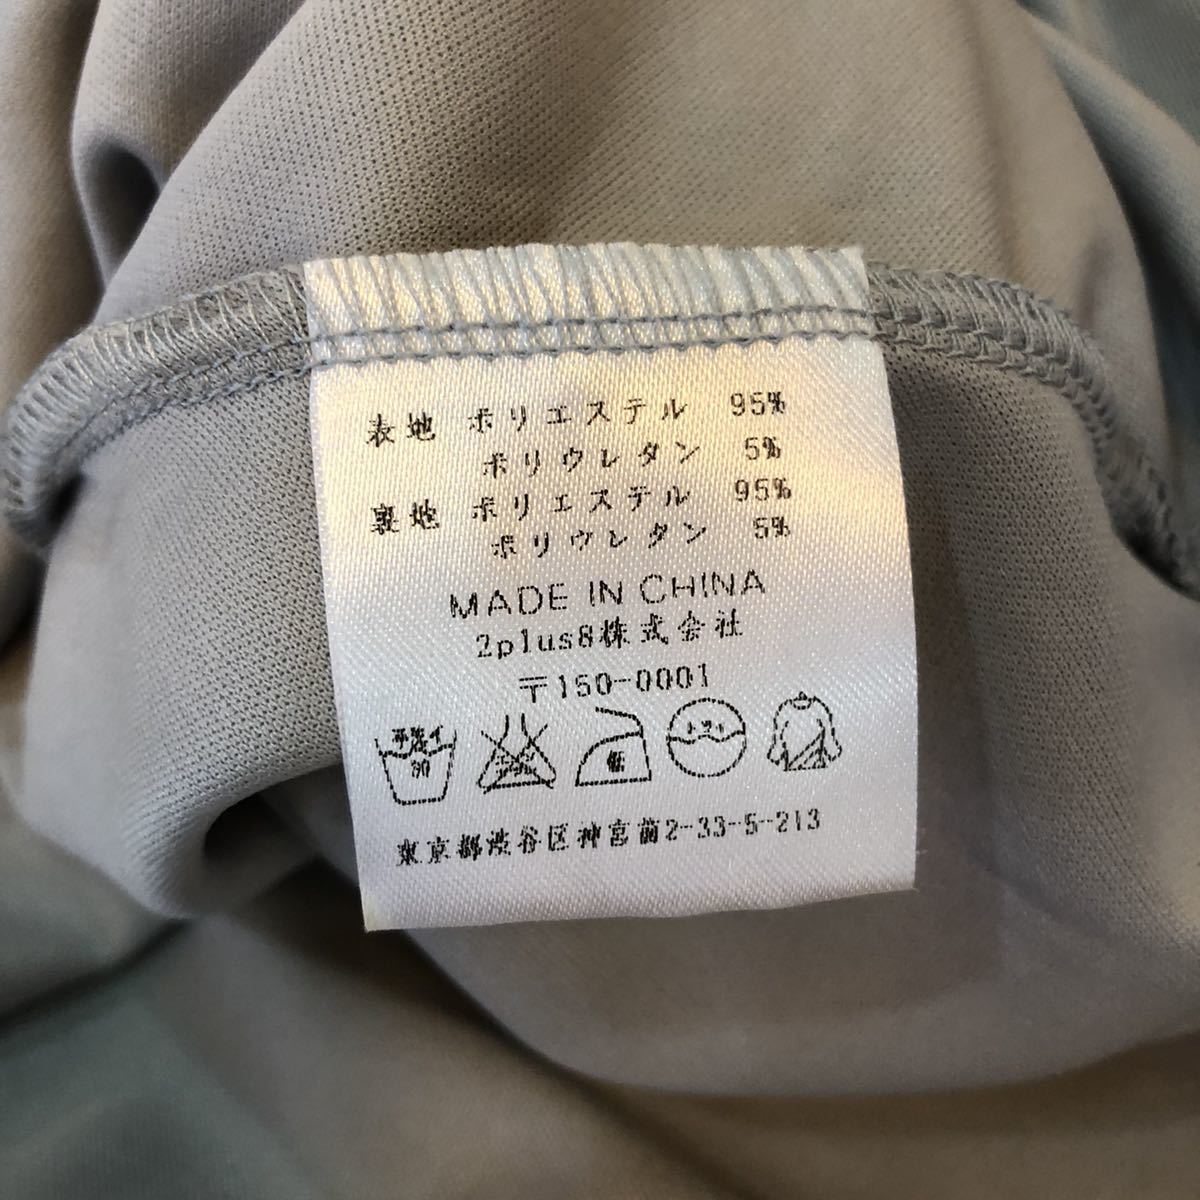 表地 ポリエステル 95%
ポリウレタン 5%
裏地 ポリエステル 95%
ポリウレタン 5%
MADE IN CHINA
2plus8株式会社
〒150-0001
手洗イ 30 低
東京都渋谷区神宮前2-33-5-213